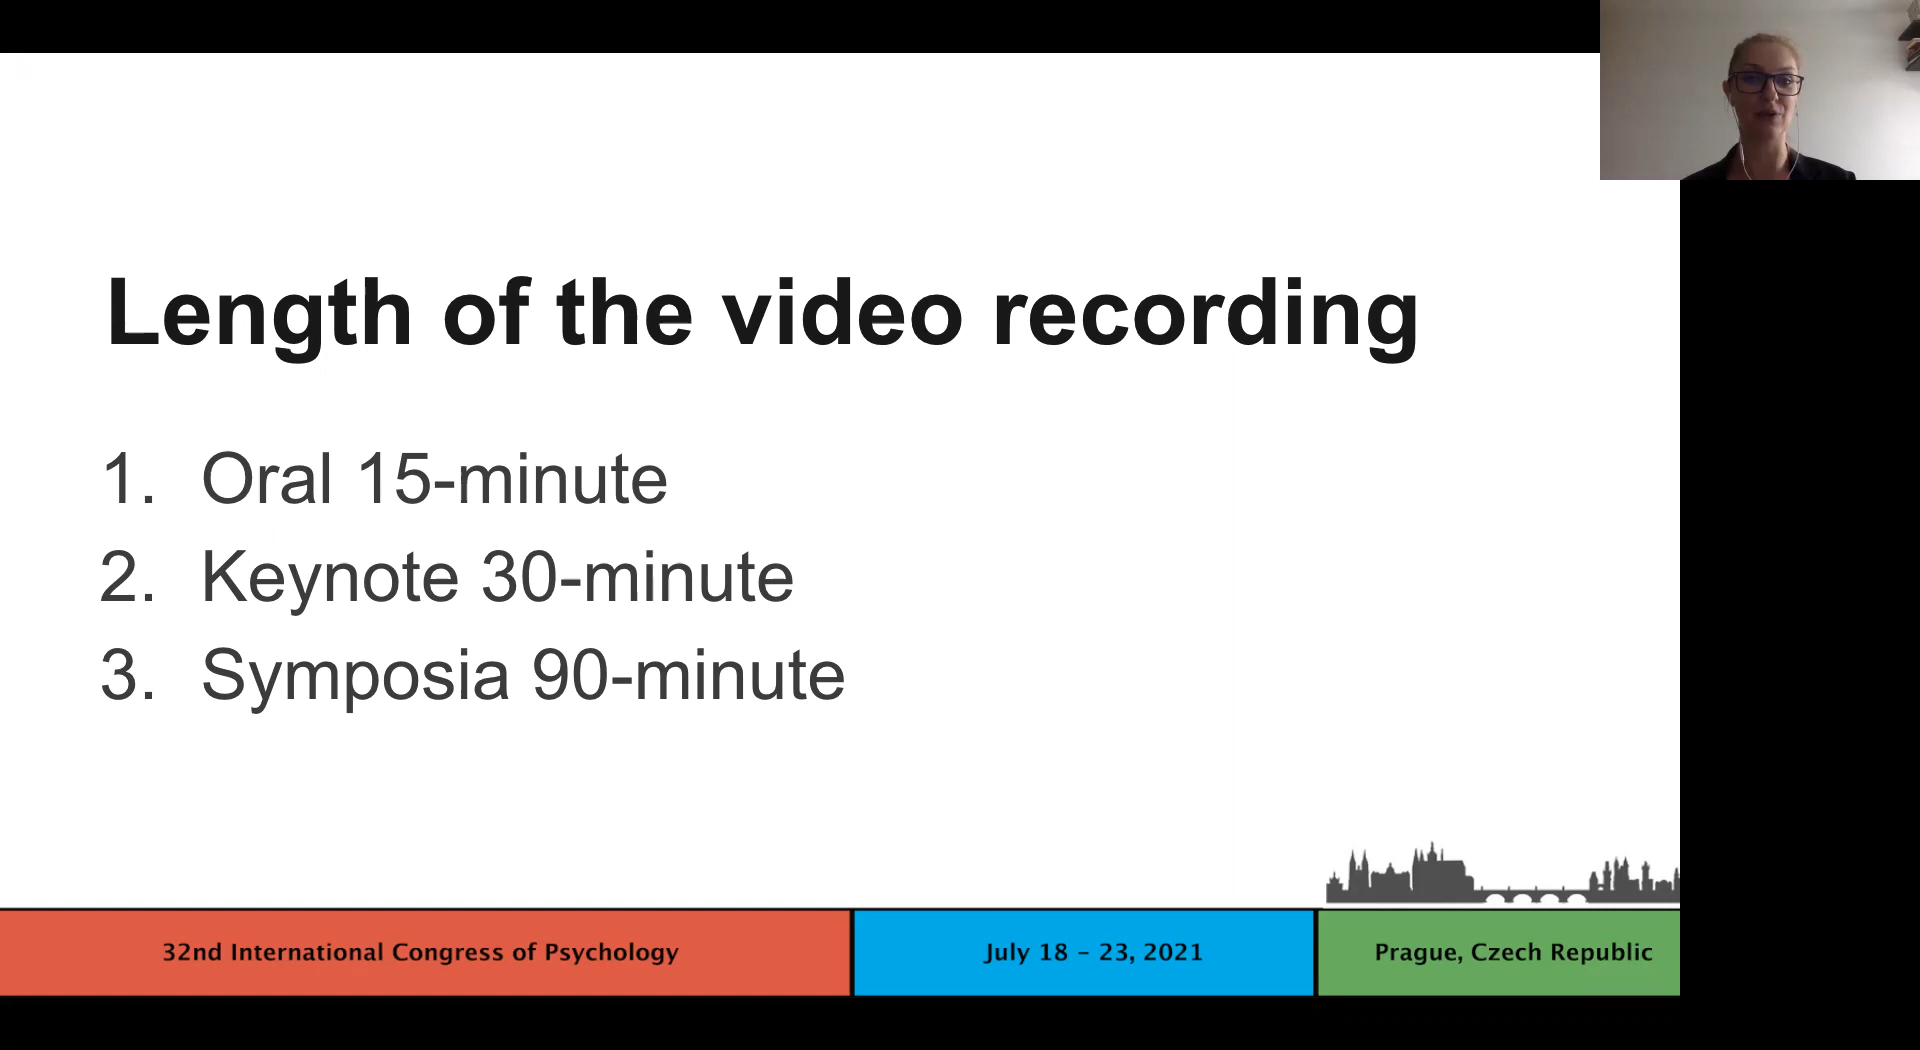 Length of the video recording
1. Oral 15-minute
2. Keynote 30-minute
3. Symposia 90-minute
32nd International Congress of Psychology
July 18 – 23, 2021
Prague, Czech Republic